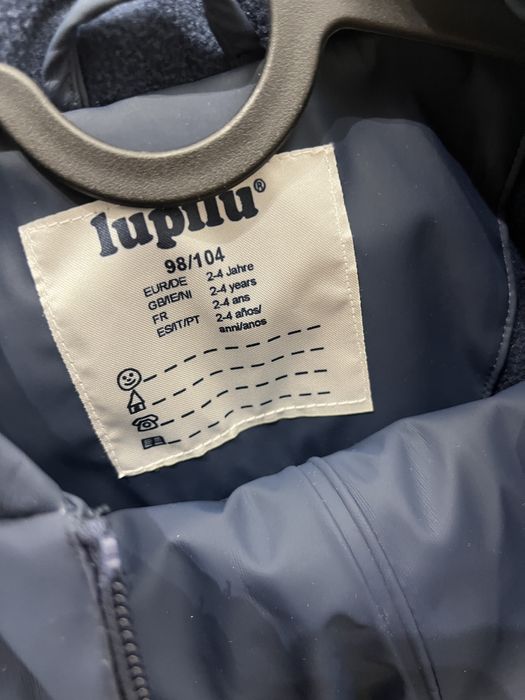 lupilu®
98/104
EUR/DE 2-4 Jahre
GB/IE/NI 2-4 years
FR 2-4 ans
ES/IT/PT 2-4 años/
anni/anos